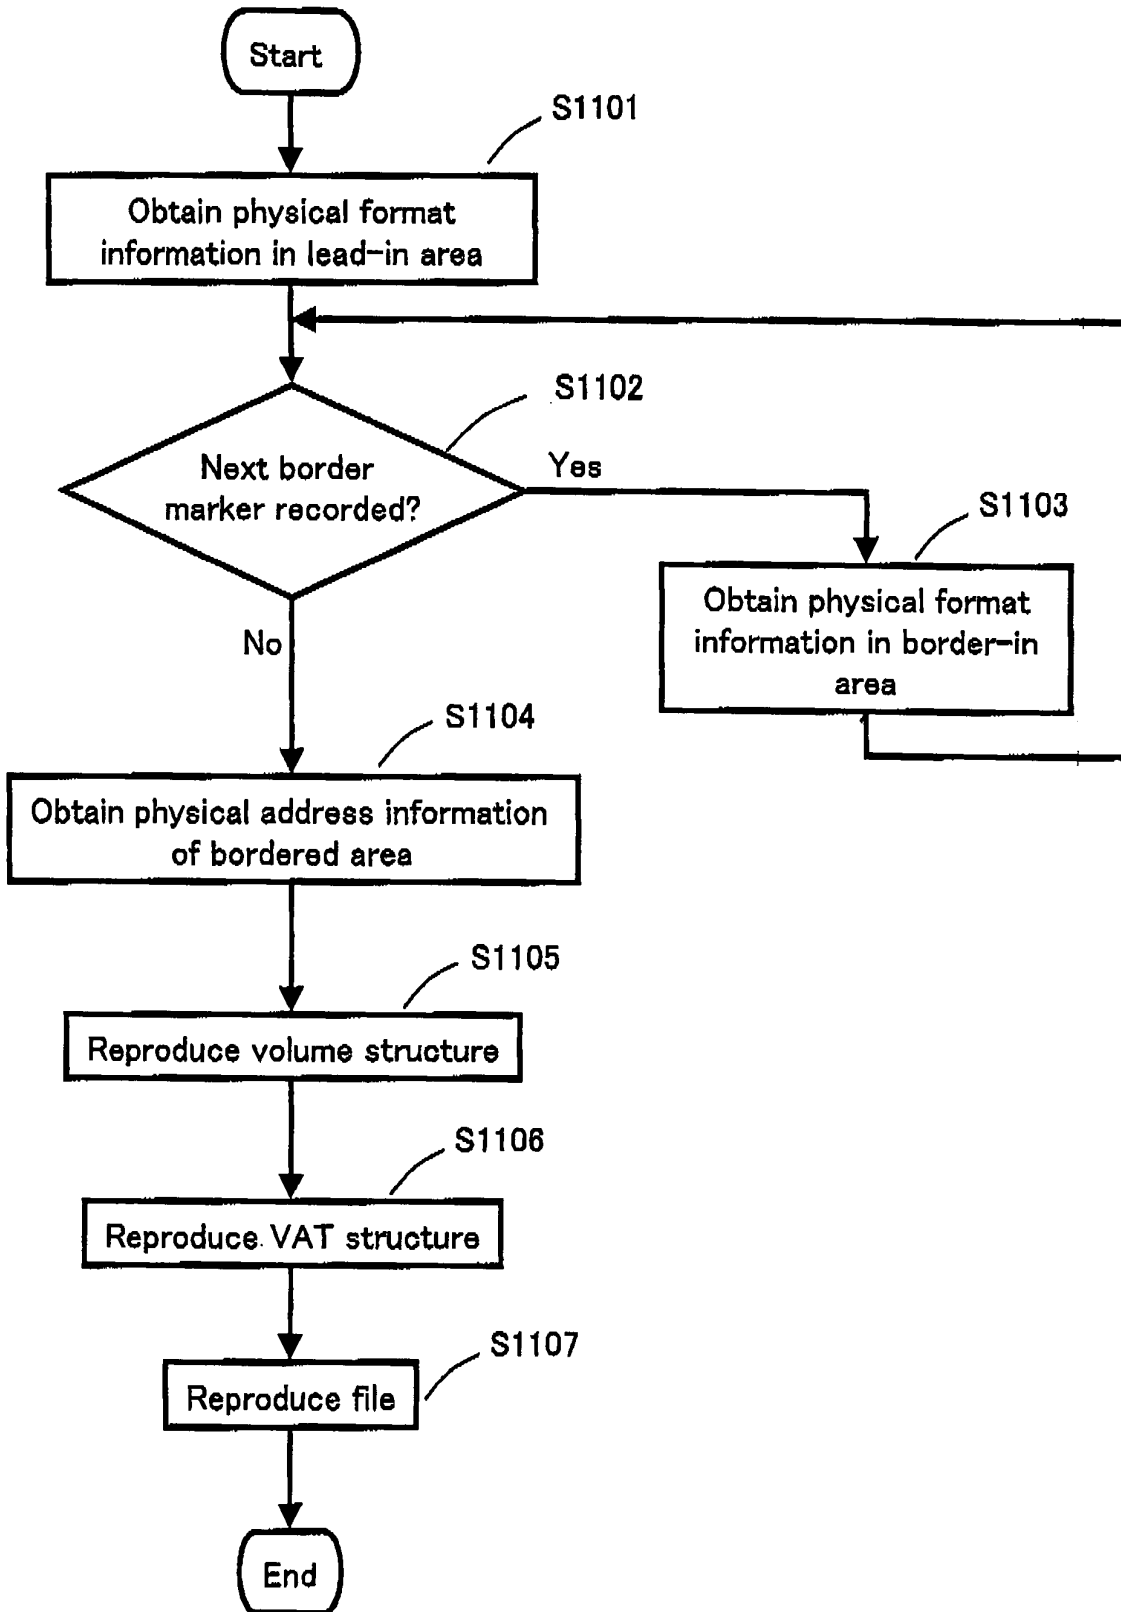 Start
S1101
Obtain physical format
information in lead-in area
S1102
Next border
marker recorded?
Yes
S1103
Obtain physical format
information in border-in
area
No
S1104
Obtain physical address information
of bordered area
S1105
Reproduce volume structure
S1106
Reproduce VAT structure
S1107
Reproduce file
End